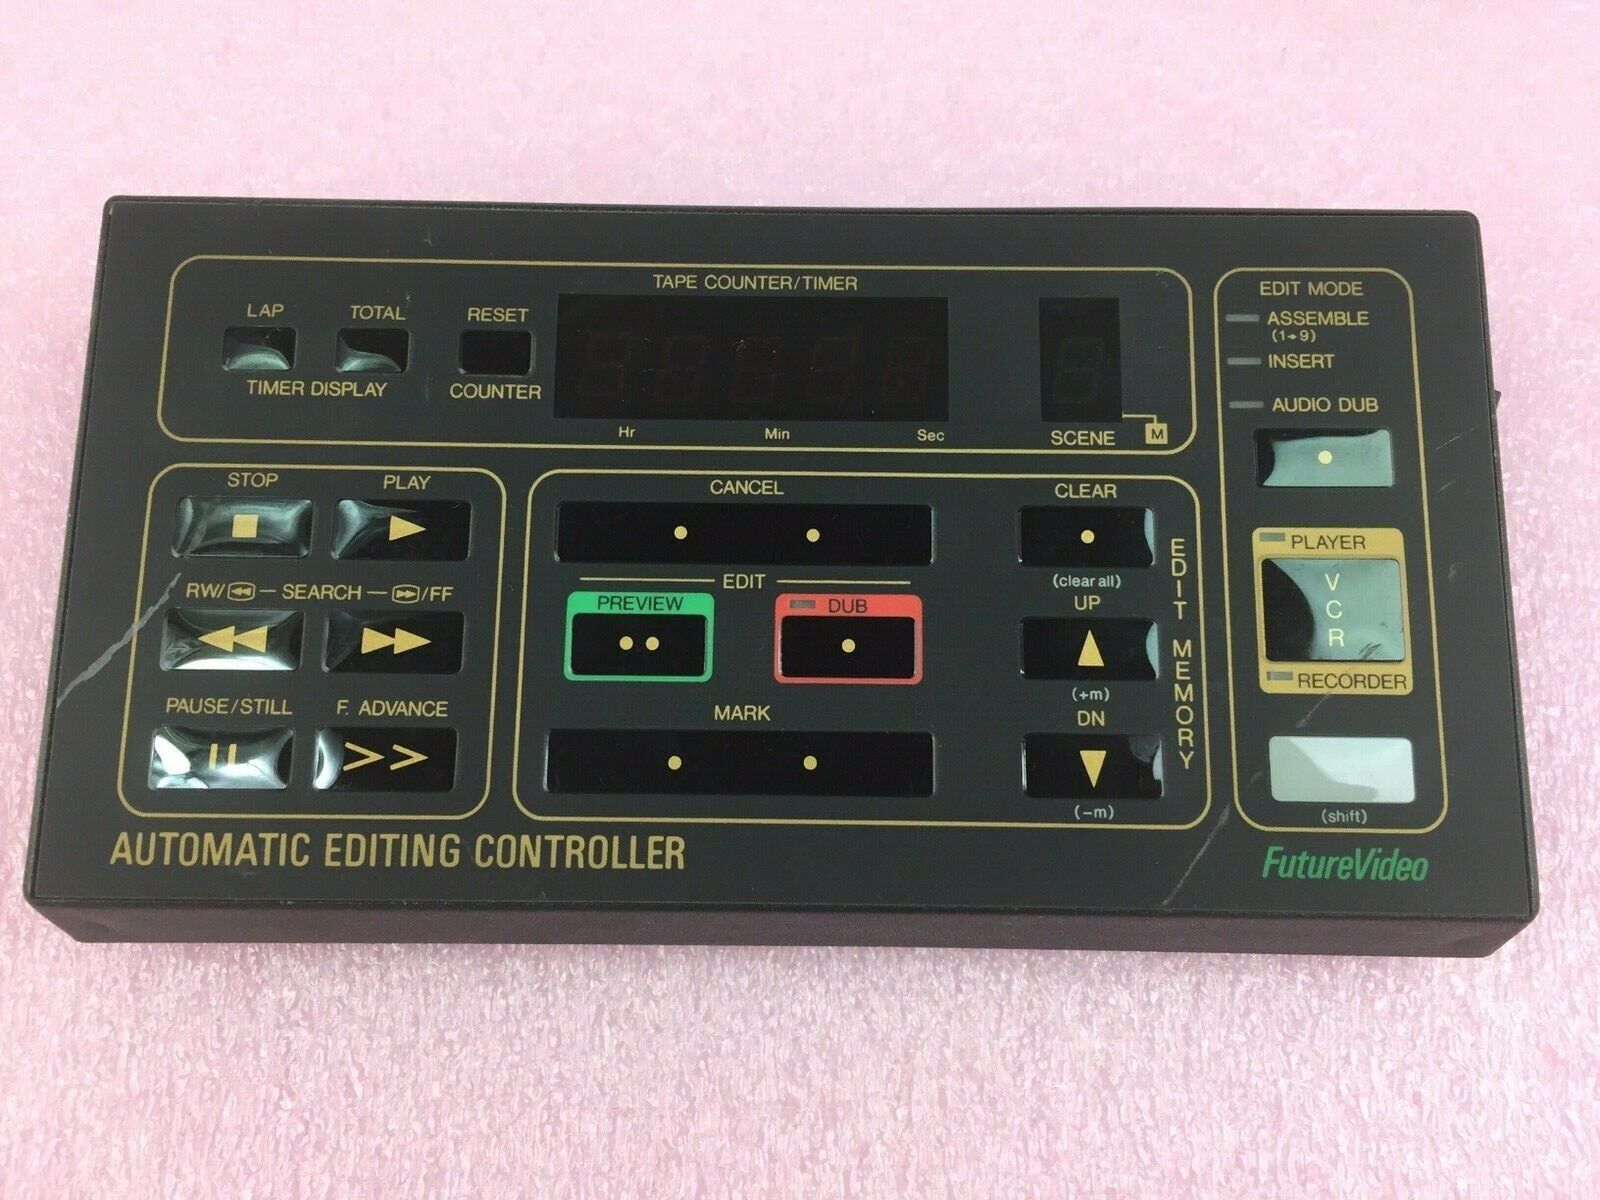 TAPE COUNTER/TIMER
LAP TOTAL RESET
TIMER DISPLAY COUNTER
Hr Min Sec
SCENE M
EDIT MODE
ASSEMBLE
(1→9)
INSERT
AUDIO DUB
STOP PLAY
RW/ — SEARCH — /FF
PAUSE/STILL F. ADVANCE
CANCEL
EDIT
PREVIEW DUB
MARK
CLEAR
(clear all)
UP
(+m)
DN
(-m)
EDIT MEMORY
PLAYER
VCR
RECORDER
(shift)
AUTOMATIC EDITING CONTROLLER
FutureVideo